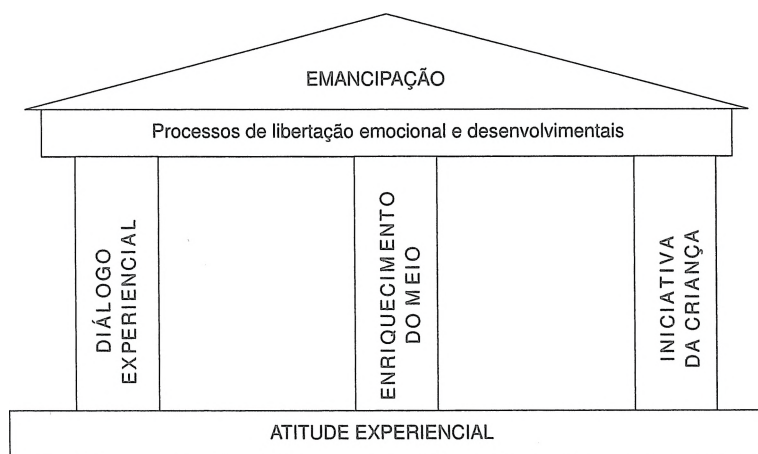 EMANCIPAÇÃO
Processos de libertação emocional e desenvolvimentais
DIÁLOGO
EXPERIENCIAL
ENRIQUECIMENTO
DO MEIO
INICIATIVA
DA CRIANÇA
ATITUDE EXPERIENCIAL